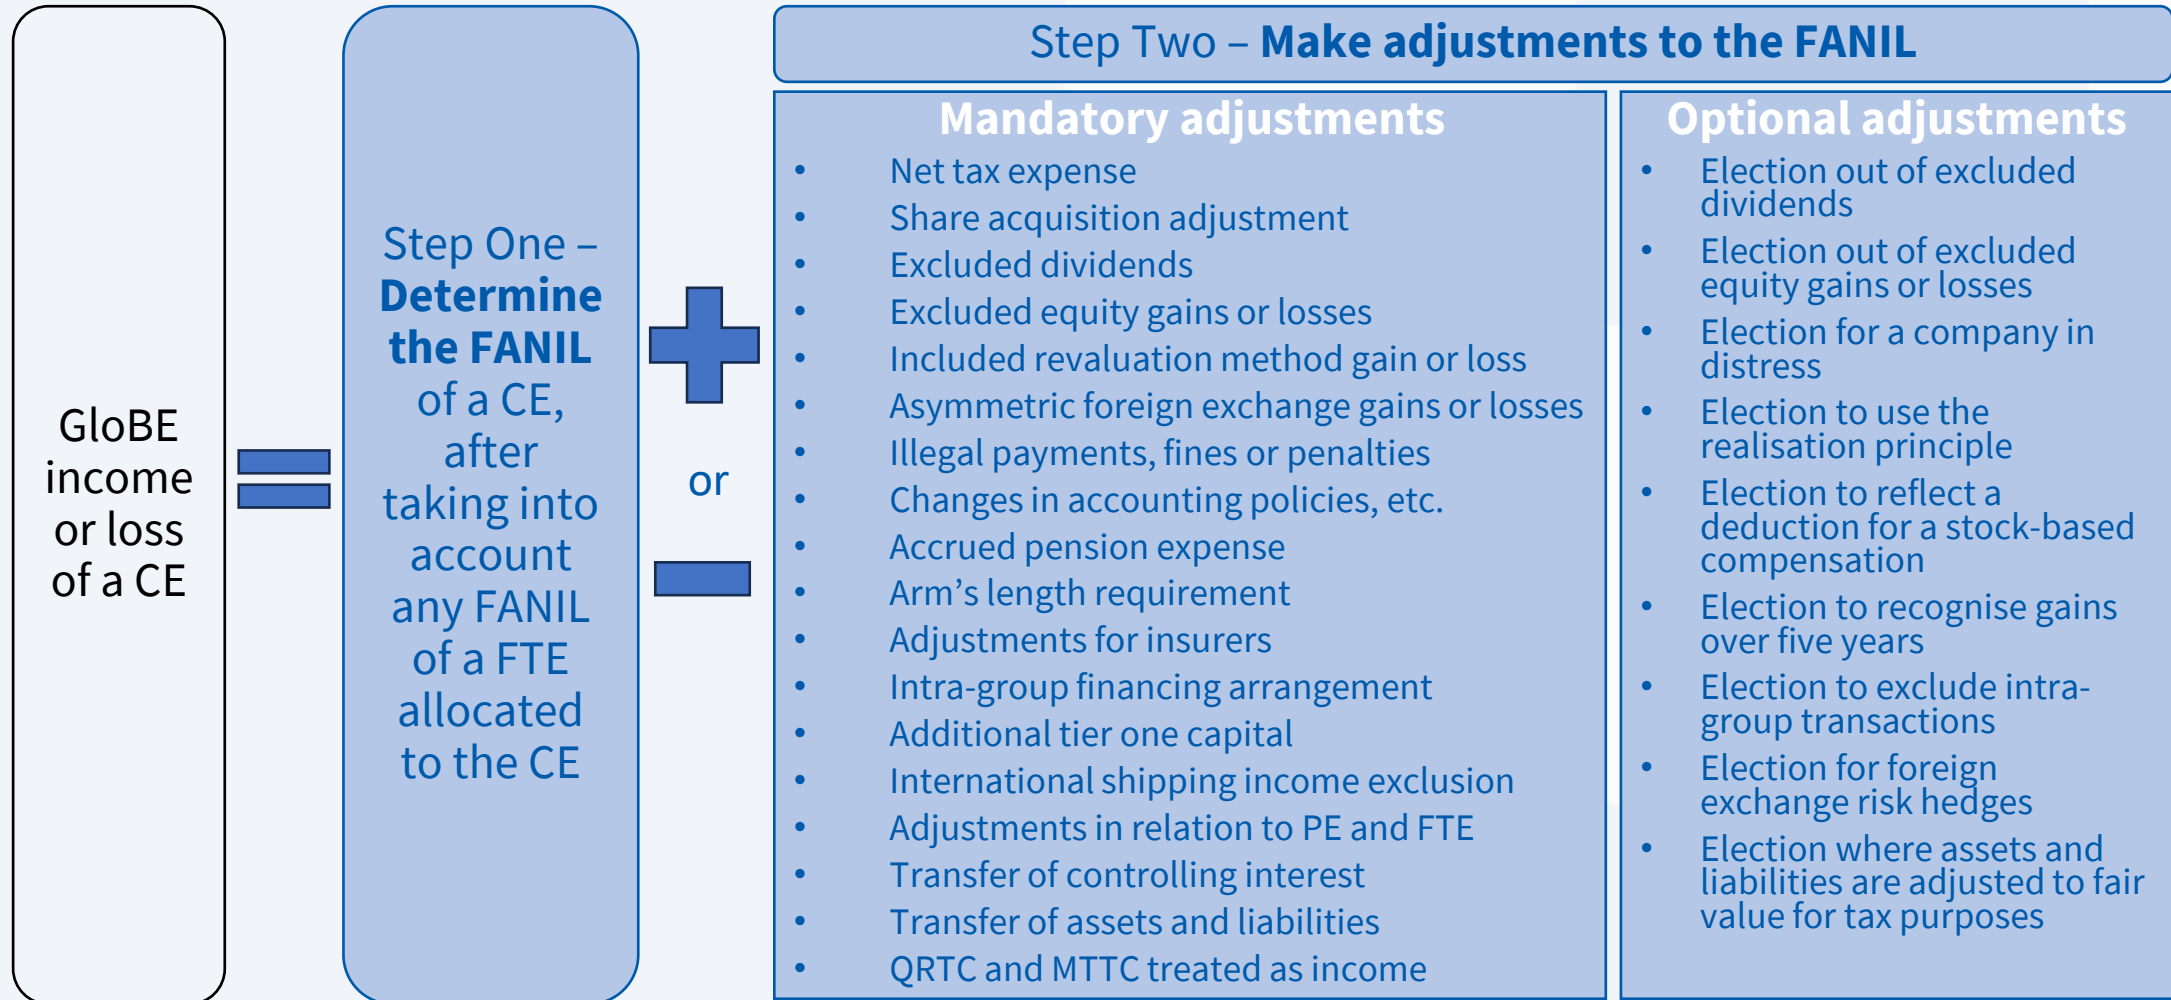 GloBE
income
or loss
of a CE
Step One –
Determine
the FANIL
of a CE,
after
taking into
account
any FANIL
of a FTE
allocated
to the CE
or
Step Two – Make adjustments to the FANIL
Mandatory adjustments
• Net tax expense
• Share acquisition adjustment
• Excluded dividends
• Excluded equity gains or losses
• Included revaluation method gain or loss
• Asymmetric foreign exchange gains or losses
• Illegal payments, fines or penalties
• Changes in accounting policies, etc.
• Accrued pension expense
• Arm’s length requirement
• Adjustments for insurers
• Intra-group financing arrangement
• Additional tier one capital
• International shipping income exclusion
• Adjustments in relation to PE and FTE
• Transfer of controlling interest
• Transfer of assets and liabilities
• QRTC and MTTC treated as income
Optional adjustments
• Election out of excluded
dividends
• Election out of excluded
equity gains or losses
• Election for a company in
distress
• Election to use the
realisation principle
• Election to reflect a
deduction for a stock-based
compensation
• Election to recognise gains
over five years
• Election to exclude intra-
group transactions
• Election for foreign
exchange risk hedges
• Election where assets and
liabilities are adjusted to fair
value for tax purposes